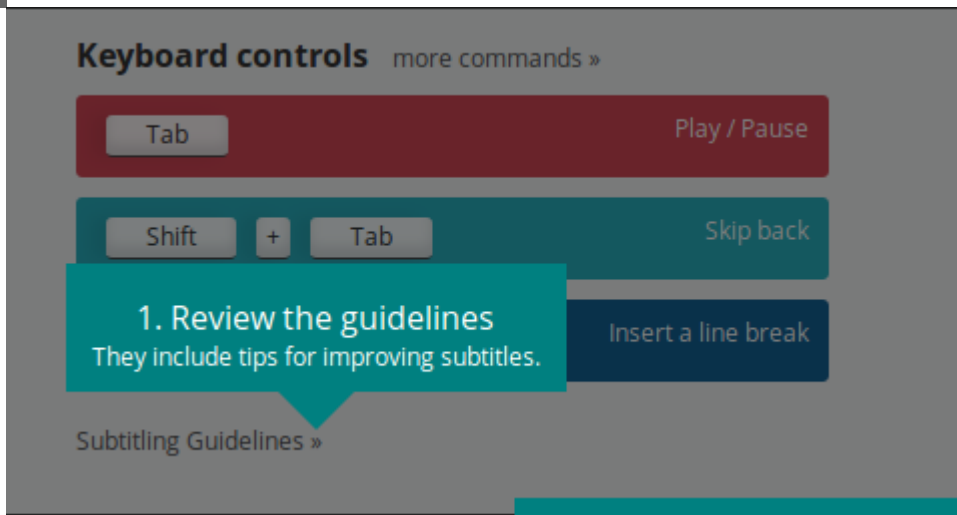 Keyboard controls more commands »
Tab Play / Pause
Shift + Tab Skip back
1. Review the guidelines
They include tips for improving subtitles.
Insert a line break
Subtitling Guidelines »